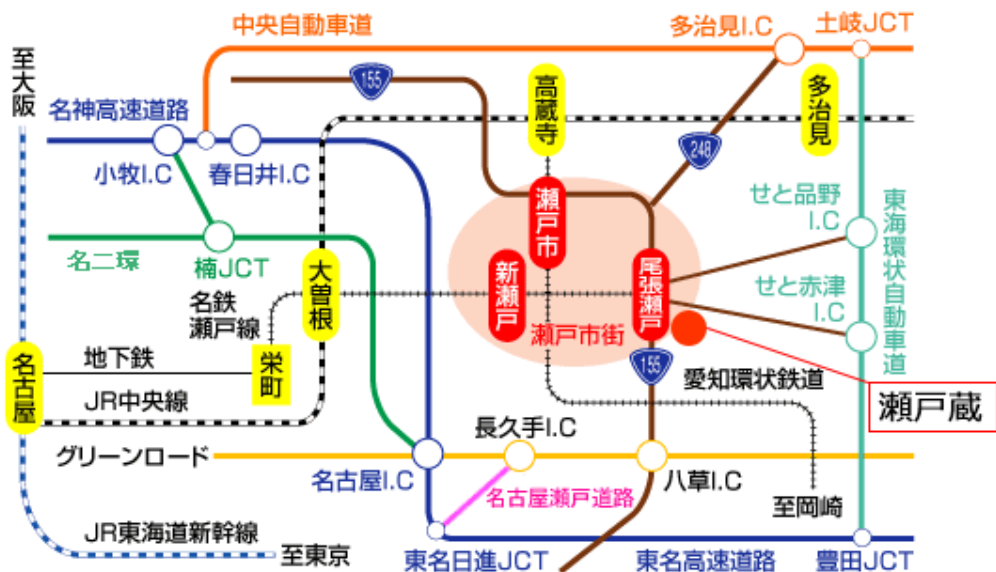 中央自動車道
多治見I.C
土岐JCT
至大阪
155
高蔵寺
多治見
名神高速道路
248
小牧I.C
春日井I.C
せと品野
I.C
瀬戸市
東海環状自動車道
名二環
楠JCT
大曽根
新瀬戸
尾張瀬戸
せと赤津
I.C
名鉄
瀬戸線
瀬戸市街
名古屋
地下鉄
栄町
155
愛知環状鉄道
瀬戸蔵
JR中央線
長久手I.C
グリーンロード
名古屋I.C
名古屋瀬戸道路
八草I.C
至岡崎
JR東海道新幹線
至東京
東名日進JCT
東名高速道路
豊田JCT